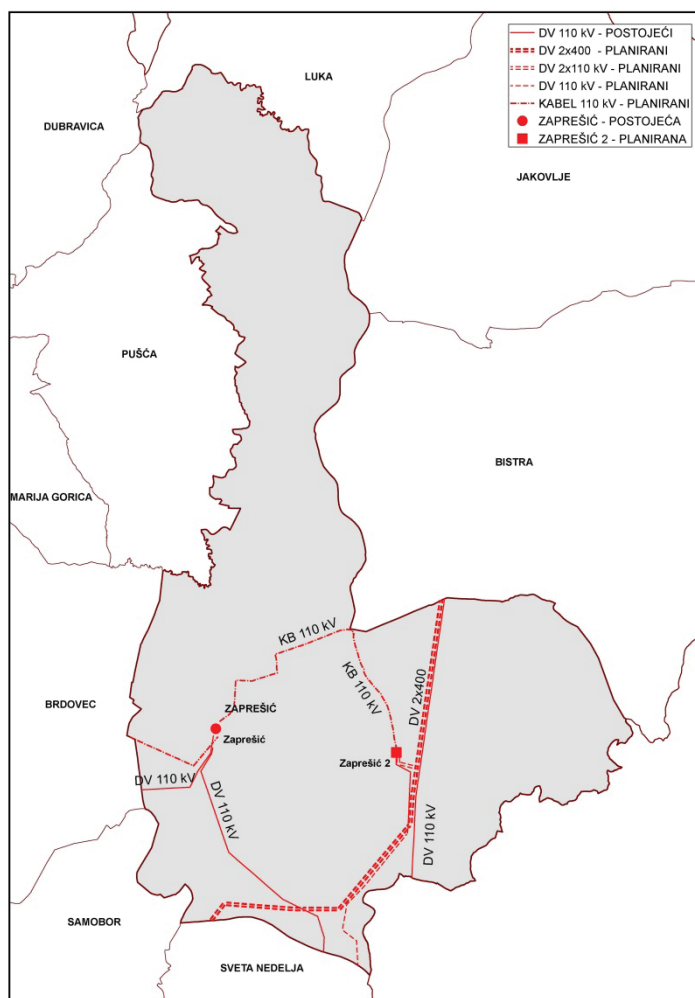 DV 110 kV - POSTOJEĆI
DV 2x400 - PLANIRANI
DV 2x110 kV - PLANIRANI
DV 110 kV - PLANIRANI
KABEL 110 kV - PLANIRANI
ZAPREŠIĆ - POSTOJEĆA
ZAPREŠIĆ 2 - PLANIRANA
LUKA
DUBRAVICA
JAKOVLJE
PUŠĆA
BISTRA
MARIJA GORICA
KB 110 kV
KB 110 kV
DV 2x400
BRDOVEC
ZAPREŠIĆ
Zaprešić
Zaprešić 2
DV 110 kV
DV 110 kV
DV 110 kV
SAMOBOR
SVETA NEDELJA